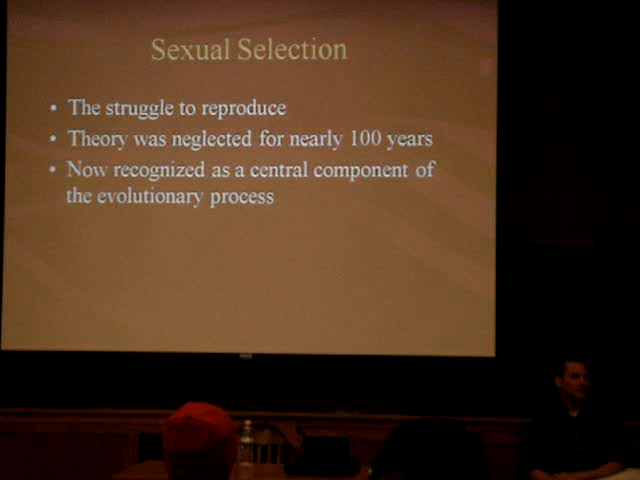 Sexual Selection
• The struggle to reproduce
• Theory was neglected for nearly 100 years
• Now recognized as a central component of
the evolutionary process